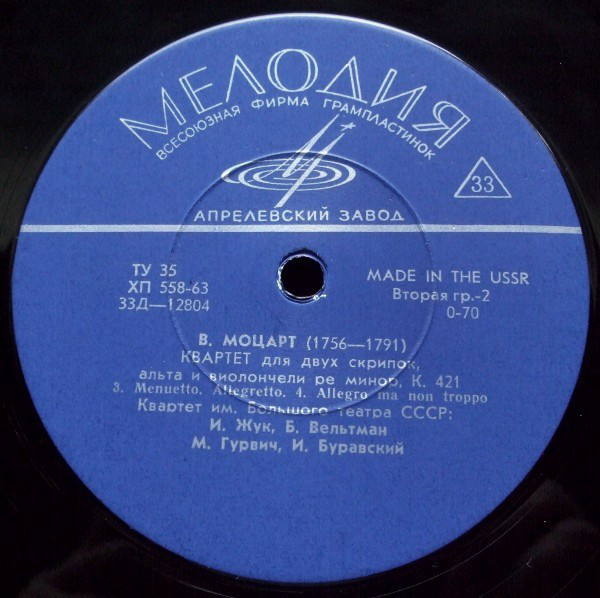 МЕЛОДИЯ
ВСЕСОЮЗНАЯ ФИРМА ГРАМПЛАСТИНОК
33
АПРЕЛЕВСКИЙ ЗАВОД
ТУ 35
ХП 558-63
33Д—12804
MADE IN THE USSR
Вторая гр.-2
0-70
В. МОЦАРТ (1756—1791)
КВАРТЕТ для двух скрипок,
альта и виолончели ре минор, К. 421
3. Menuetto. Allegretto. 4. Allegro ma non troppo
Квартет им. Большого театра СССР:
И. Жук, Б. Вельтман
М. Гурвич, И. Буравский